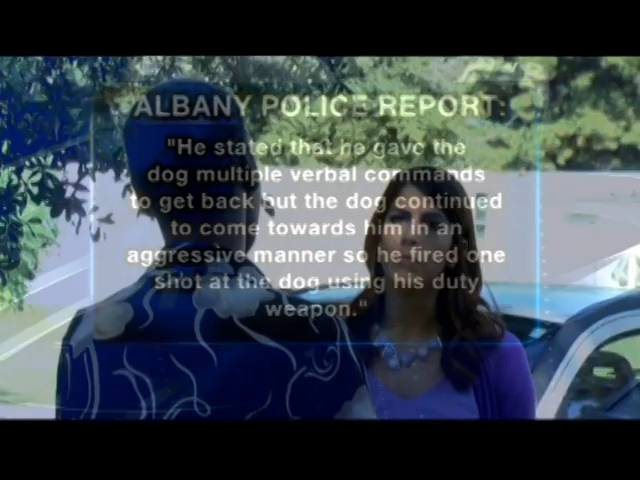 ALBANY POLICE REPORT:
"He stated that he gave the
dog multiple verbal commands
to get back but the dog continued
to come towards him in an
aggressive manner so he fired one
shot at the dog using his duty
weapon."